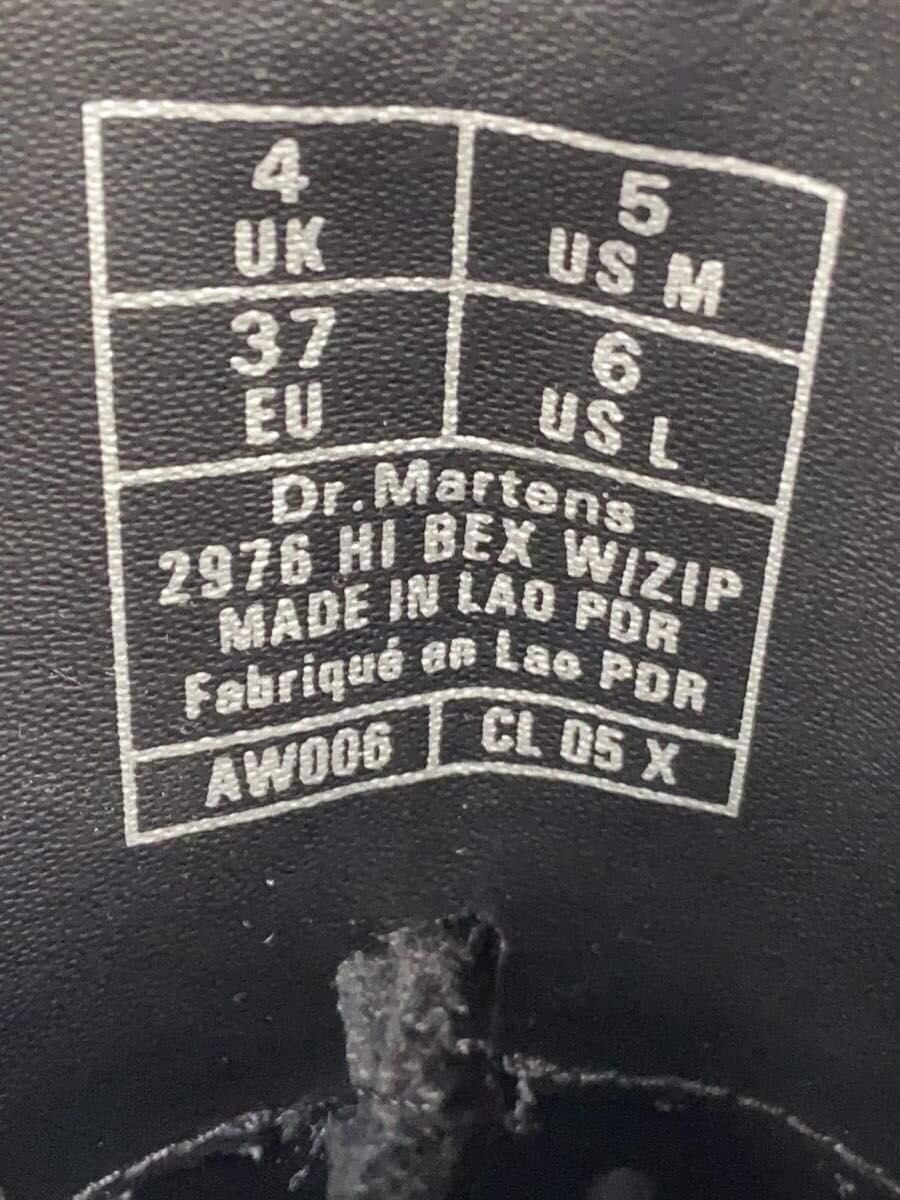 4
UK
5
US M
37
EU
6
US L
Dr.Martens
2976 HI BEX W/ZIP
MADE IN LAO PDR
Fabriqué en Lao PDR
AW006
CL 05 X